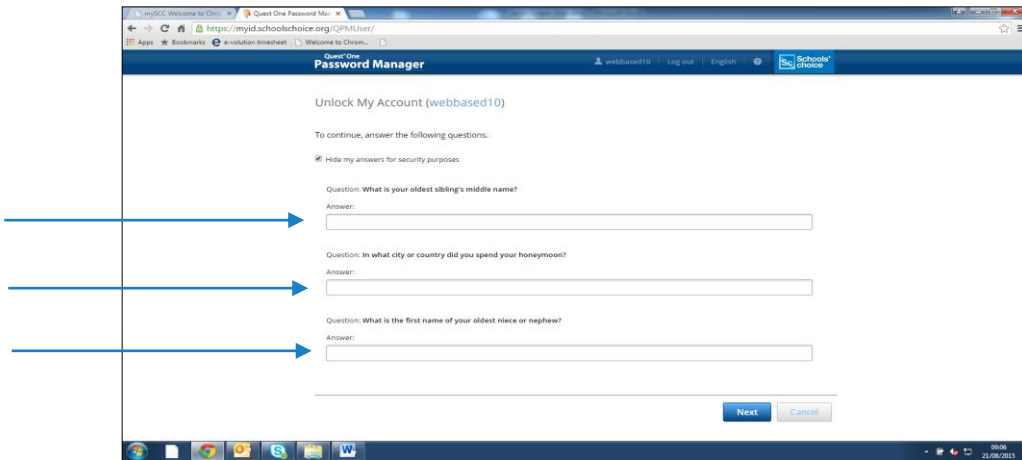 mySCC Welcome to Chro
Quest One Password Man
https://myid.schoolschoice.org/QPMUser/
Apps Bookmarks e-volution timesheet Welcome to Chrom...
Quest One
Password Manager
webbased10 Log out English
Sc Schools' choice
Unlock My Account (webbased10)
To continue, answer the following questions.
Hide my answers for security purposes
Question: What is your oldest sibling's middle name?
Answer:
Question: In what city or country did you spend your honeymoon?
Answer:
Question: What is the first name of your oldest niece or nephew?
Answer:
Next Cancel
09:06
21/08/2015